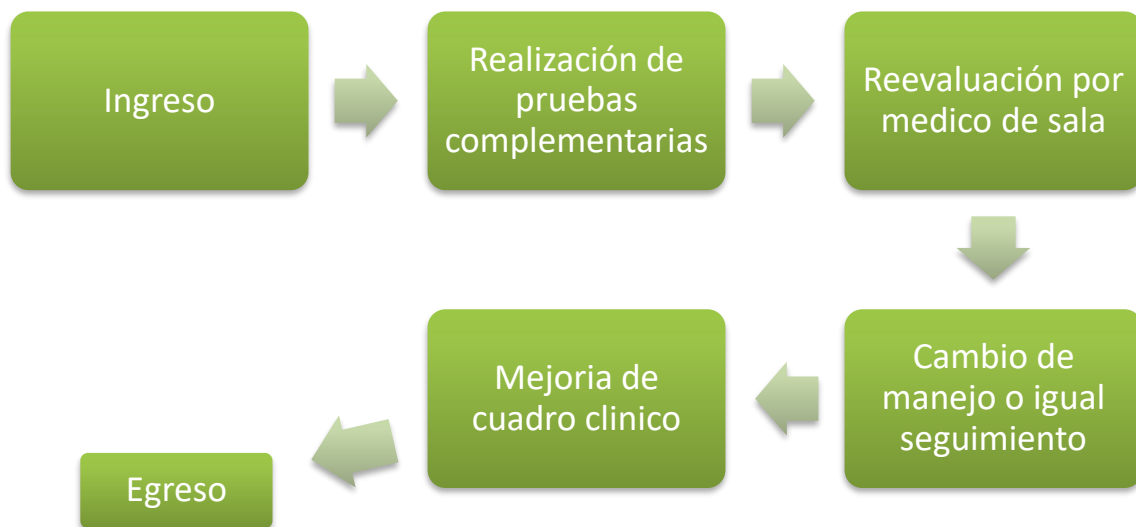 Ingreso
Realización de
pruebas
complementarias
Reevaluación por
medico de sala
Cambio de
manejo o igual
seguimiento
Mejoria de
cuadro clinico
Egreso